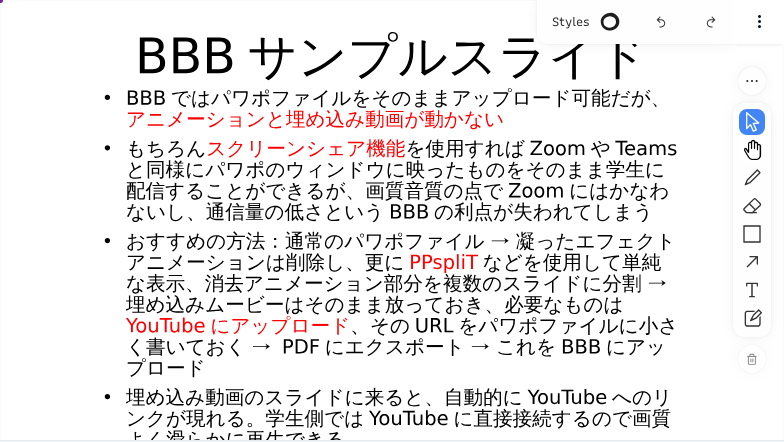 Styles
BBB サンプルスライド
• BBB ではパワポファイルをそのままアップロード可能だが、
アニメーションと埋め込み動画が動かない
• もちろんスクリーンシェア機能を使用すれば Zoom や Teams
と同様にパワポのウィンドウに映ったものをそのまま学生に
配信することができるが、画質音質の点で Zoom にはかなわ
ないし、通信量の低さという BBB の利点が失われてしまう
• おすすめの方法：通常のパワポファイル → 凝ったエフェクト
アニメーションは削除し、更に PPspliT などを使用して単純
な表示、消去アニメーション部分を複数のスライドに分割 →
埋め込みムービーはそのまま放っておき、必要なものは
YouTube にアップロード、その URL をパワポファイルに小さ
く書いておく → PDF にエクスポート → これを BBB にアッ
プロード
• 埋め込み動画のスライドに来ると、自動的に YouTube へのリ
ンクが現れる。学生側では YouTube に直接接続するので画質
よく滑らかに再生できる
T